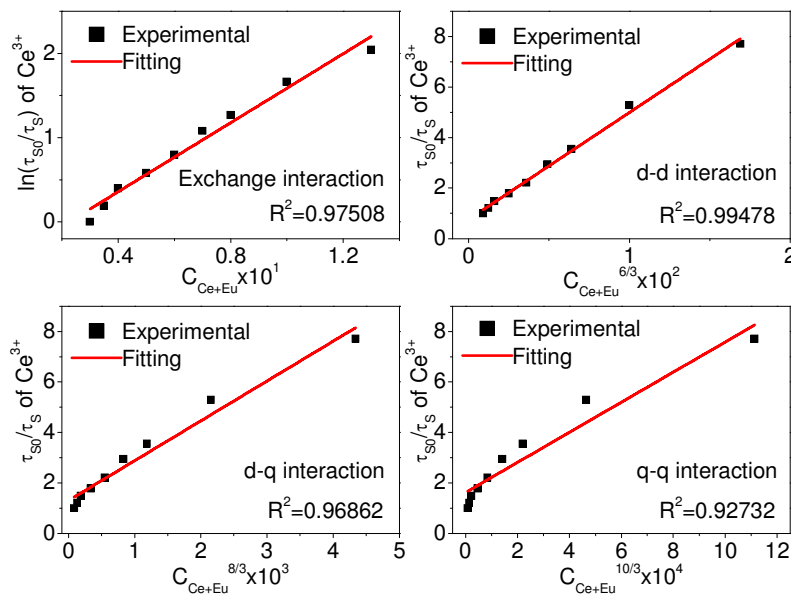 ln(τS0/τS) of Ce3+
2
1
0
Experimental
Fitting
Exchange interaction
R2=0.97508
0.4 0.8 1.2
CCe+Eux101
τS0/τS of Ce3+
8
6
4
2
0
Experimental
Fitting
d-d interaction
R2=0.99478
0 1 2
CCe+Eu6/3x102
τS0/τS of Ce3+
8
6
4
2
0
Experimental
Fitting
d-q interaction
R2=0.96862
0 1 2 3 4 5
CCe+Eu8/3x103
τS0/τS of Ce3+
8
6
4
2
0
Experimental
Fitting
q-q interaction
R2=0.92732
0 2 4 6 8 10 12
CCe+Eu10/3x104